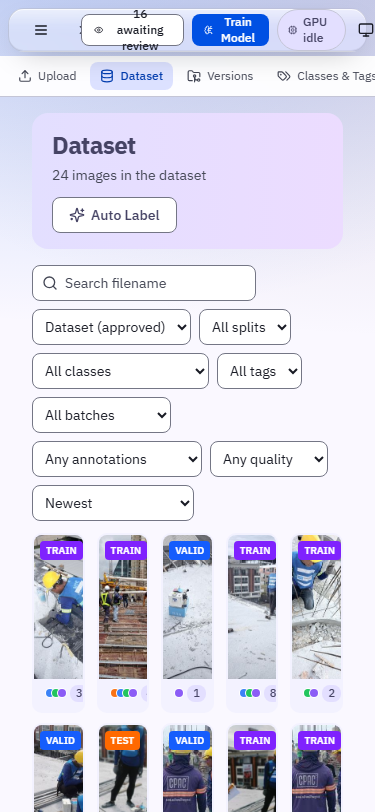 16
awaiting
review
Train
Model
GPU
idle
Upload
Dataset
Versions
Classes & Tags
Dataset
24 images in the dataset
Auto Label
Search filename
Dataset (approved)
All splits
All classes
All tags
All batches
Any annotations
Any quality
Newest
TRAIN
TRAIN
VALID
TRAIN
TRAIN
3
1
8
2
VALID
TEST
VALID
TRAIN
TRAIN
CPAC
CPAC